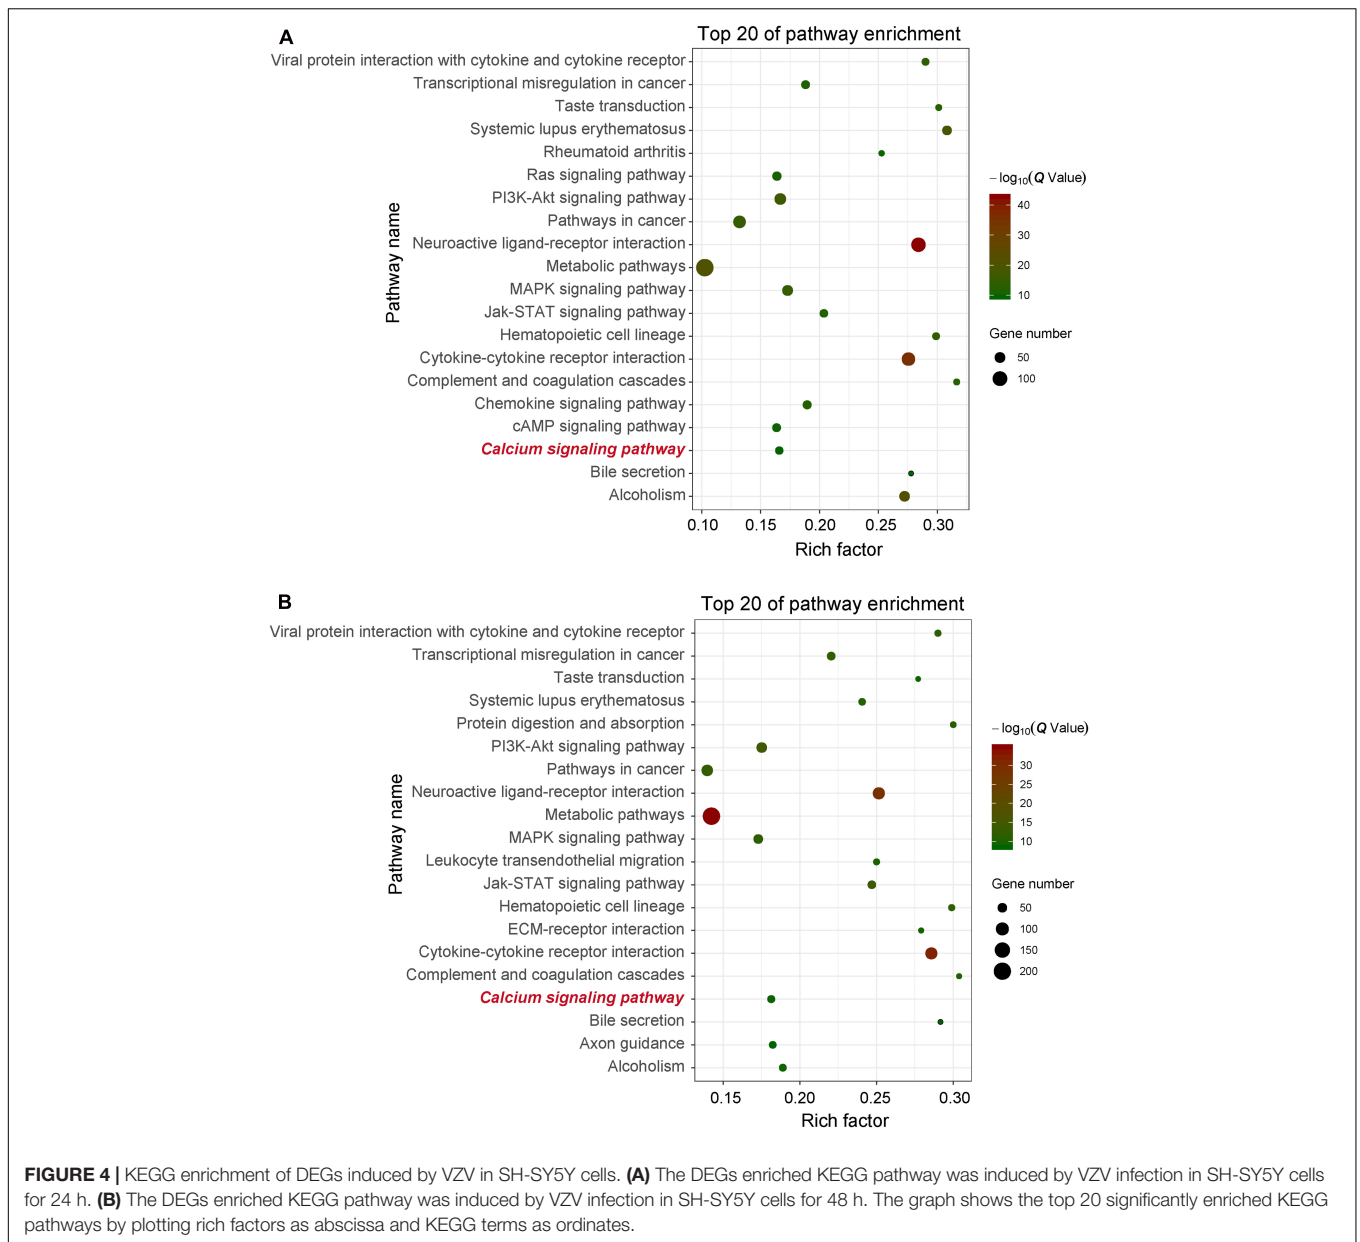 A
Top 20 of pathway enrichment
Viral protein interaction with cytokine and cytokine receptor
Transcriptional misregulation in cancer
Taste transduction
Systemic lupus erythematosus
Rheumatoid arthritis
Ras signaling pathway
PI3K-Akt signaling pathway
Pathways in cancer
Neuroactive ligand-receptor interaction
Metabolic pathways
MAPK signaling pathway
Jak-STAT signaling pathway
Hematopoietic cell lineage
Cytokine-cytokine receptor interaction
Complement and coagulation cascades
Chemokine signaling pathway
cAMP signaling pathway
Calcium signaling pathway
Bile secretion
Alcoholism
Pathway name
0.10 0.15 0.20 0.25 0.30
Rich factor
−log10(Q Value)
40
30
20
10
Gene number
50
100
B
Top 20 of pathway enrichment
Viral protein interaction with cytokine and cytokine receptor
Transcriptional misregulation in cancer
Taste transduction
Systemic lupus erythematosus
Protein digestion and absorption
PI3K-Akt signaling pathway
Pathways in cancer
Neuroactive ligand-receptor interaction
Metabolic pathways
MAPK signaling pathway
Leukocyte transendothelial migration
Jak-STAT signaling pathway
Hematopoietic cell lineage
ECM-receptor interaction
Cytokine-cytokine receptor interaction
Complement and coagulation cascades
Calcium signaling pathway
Bile secretion
Axon guidance
Alcoholism
Pathway name
0.15 0.20 0.25 0.30
Rich factor
−log10(Q Value)
30
25
20
15
10
Gene number
50
100
150
200
FIGURE 4 | KEGG enrichment of DEGs induced by VZV in SH-SY5Y cells. (A) The DEGs enriched KEGG pathway was induced by VZV infection in SH-SY5Y cells
for 24 h. (B) The DEGs enriched KEGG pathway was induced by VZV infection in SH-SY5Y cells for 48 h. The graph shows the top 20 significantly enriched KEGG
pathways by plotting rich factors as abscissa and KEGG terms as ordinates.